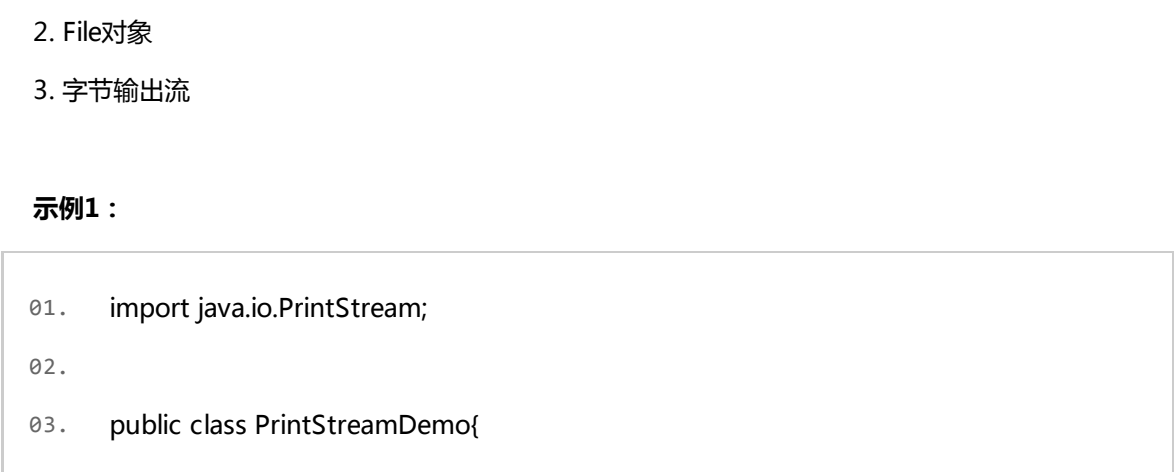 2. File对象
3. 字节输出流
示例1：
01. import java.io.PrintStream;
02.
03. public class PrintStreamDemo{